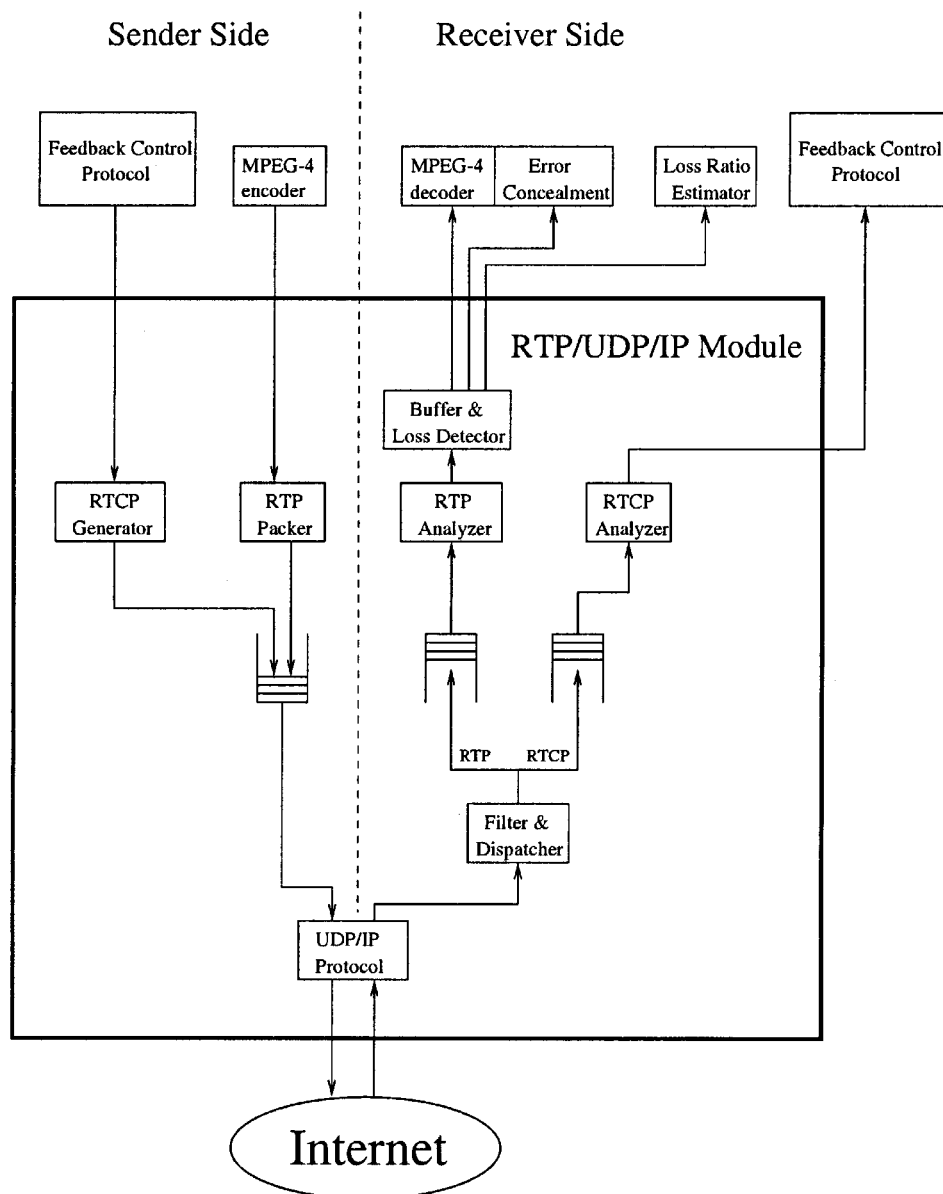 Sender Side
Receiver Side
Feedback Control
Protocol
MPEG-4
encoder
MPEG-4
decoder
Error
Concealment
Loss Ratio
Estimator
Feedback Control
Protocol
RTP/UDP/IP Module
Buffer &
Loss Detector
RTCP
Generator
RTP
Packer
RTP
Analyzer
RTCP
Analyzer
RTP
RTCP
Filter &
Dispatcher
UDP/IP
Protocol
Internet